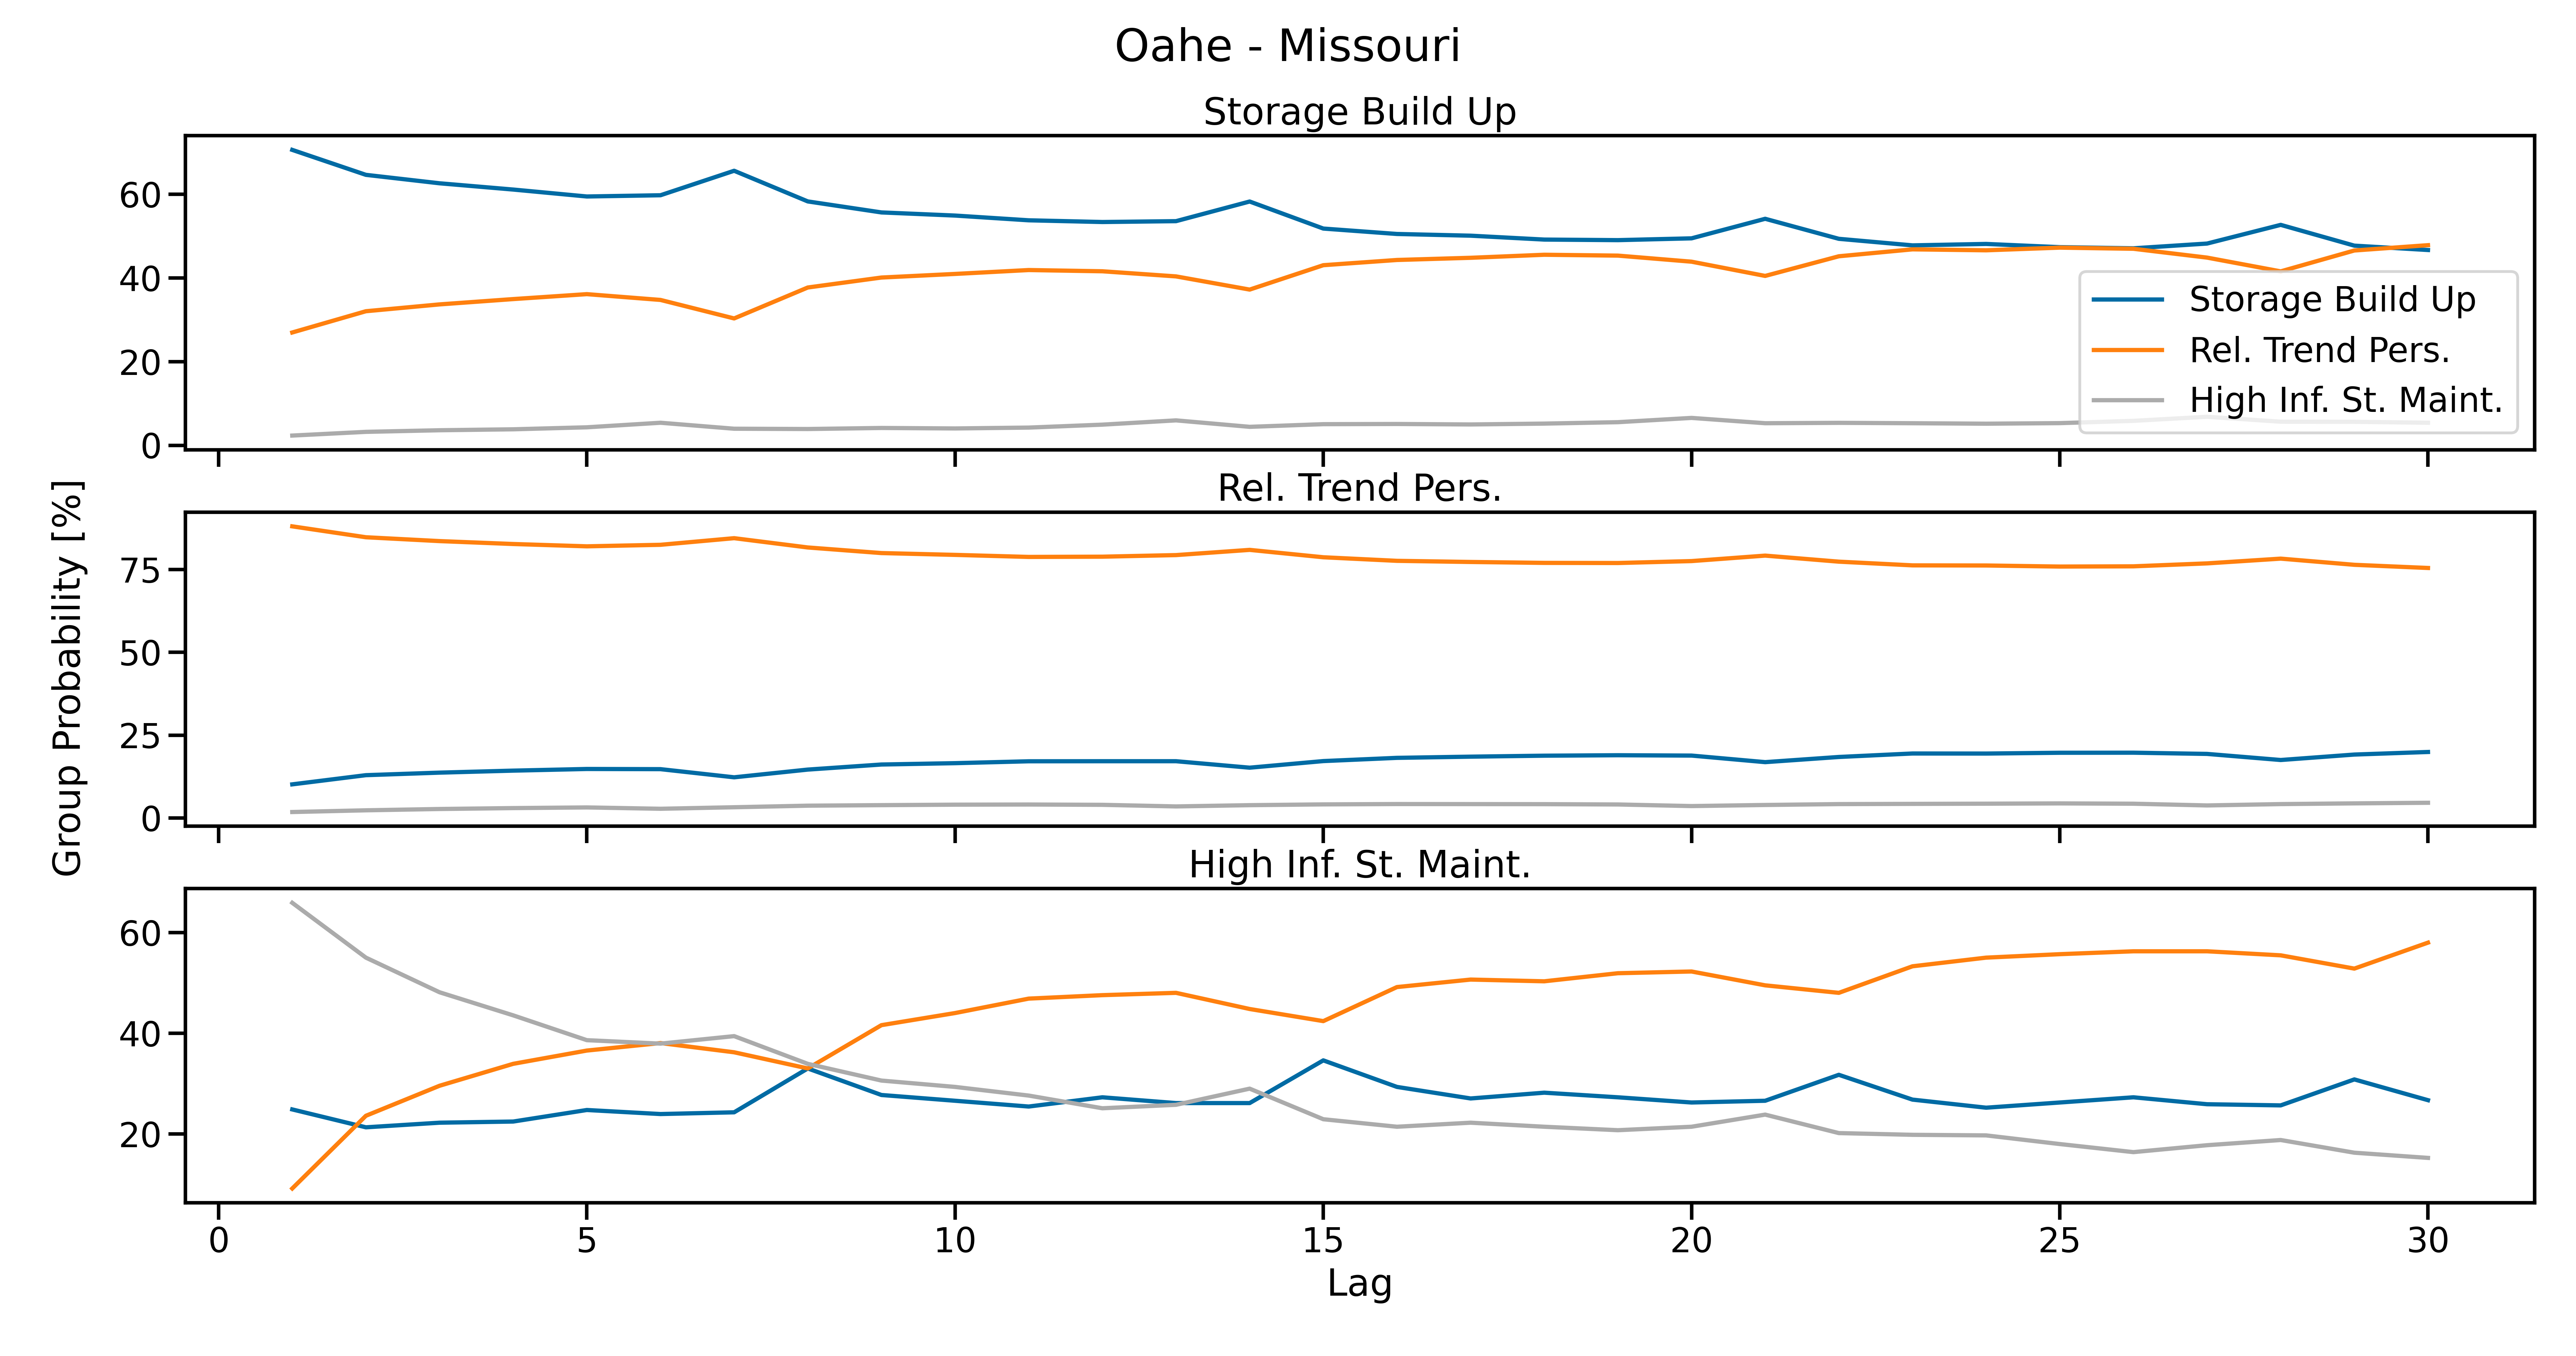 Oahe - Missouri
Storage Build Up
60
40
20
0
Storage Build Up
Rel. Trend Pers.
High Inf. St. Maint.
Group Probability [%]
Rel. Trend Pers.
75
50
25
0
High Inf. St. Maint.
60
40
20
0 5 10 15 20 25 30
Lag